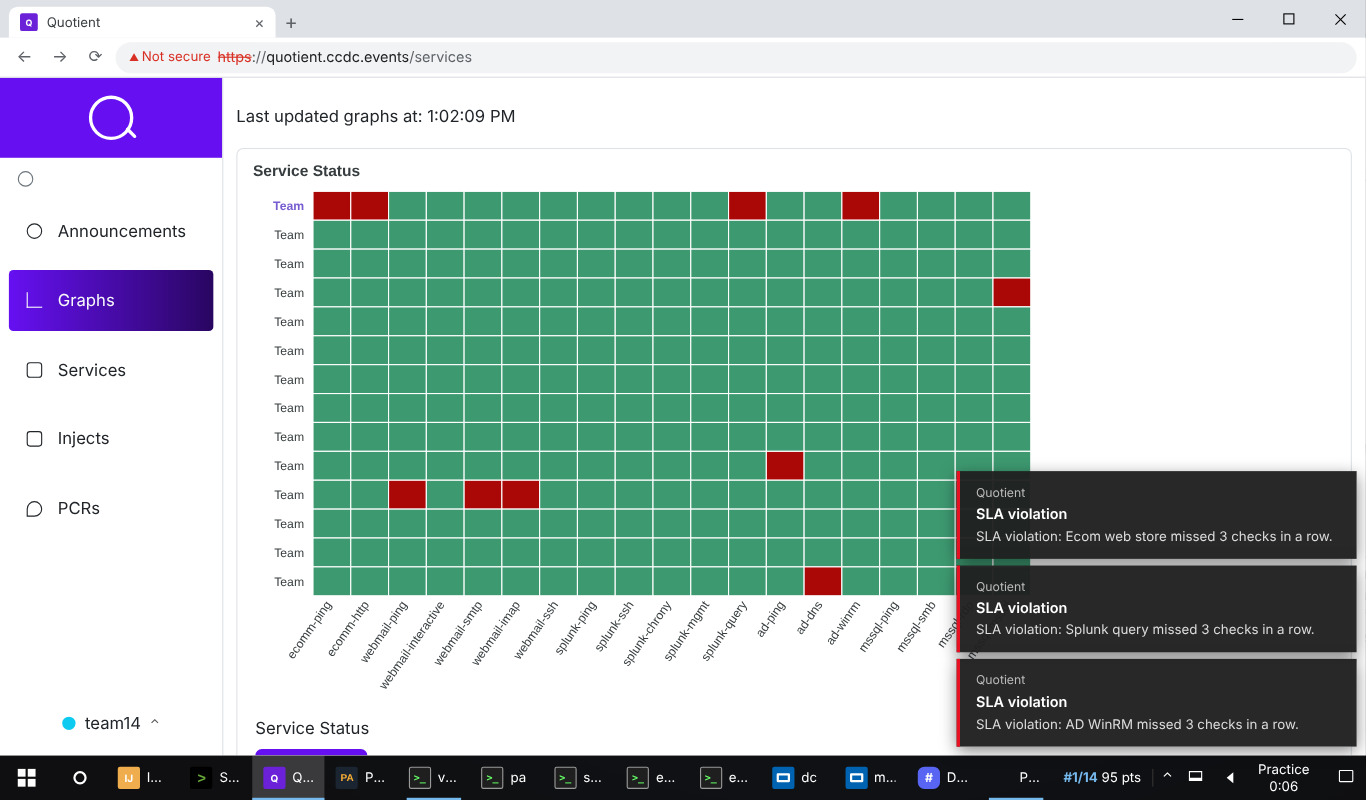 Q Quotient
Not secure https://quotient.ccdc.events/services
Last updated graphs at: 1:02:09 PM
Announcements
Graphs
Services
Injects
PCRs
team14
Service Status
Team
Team
Team
Team
Team
Team
Team
Team
Team
Team
Team
Team
Team
Team
ecomm-ping
ecomm-http
webmail-ping
webmail-interactive
webmail-smtp
webmail-imap
webmail-ssh
splunk-ping
splunk-ssh
splunk-chrony
splunk-mgmt
splunk-query
ad-ping
ad-dns
ad-winrm
mssql-ping
mssql-smb
Service Status
Quotient
SLA violation
SLA violation: Ecom web store missed 3 checks in a row.
Quotient
SLA violation
SLA violation: Splunk query missed 3 checks in a row.
Quotient
SLA violation
SLA violation: AD WinRM missed 3 checks in a row.
IJ I... > S... Q Q... PA P... >_ v... >_ pa >_ s... >_ e... >_ e... dc m... # D... P... #1/14 95 pts Practice
0:06